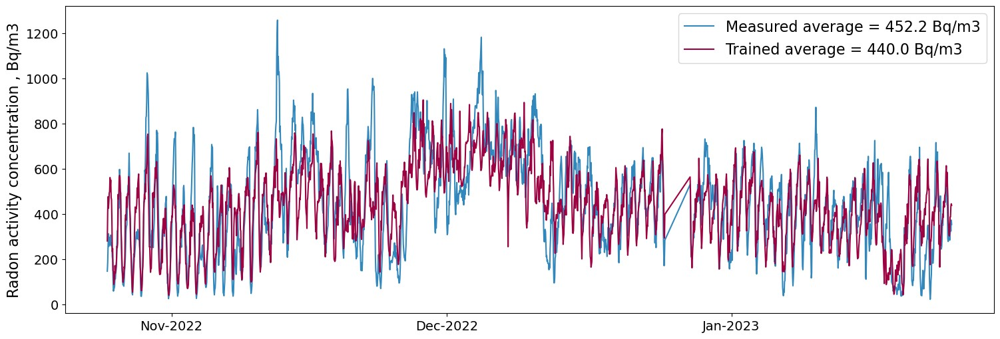 Radon activity concentration , Bq/m3
1200
1000
800
600
400
200
0
Nov-2022
Dec-2022
Jan-2023
Measured average = 452.2 Bq/m3
Trained average = 440.0 Bq/m3